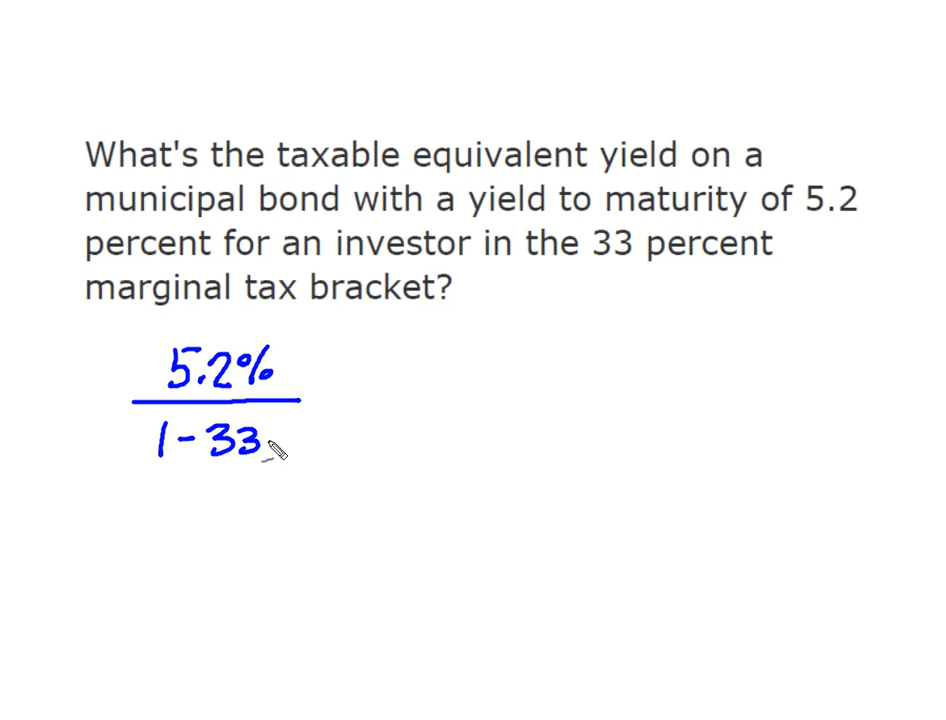 What's the taxable equivalent yield on a
municipal bond with a yield to maturity of 5.2
percent for an investor in the 33 percent
marginal tax bracket?
5.2%
1-33